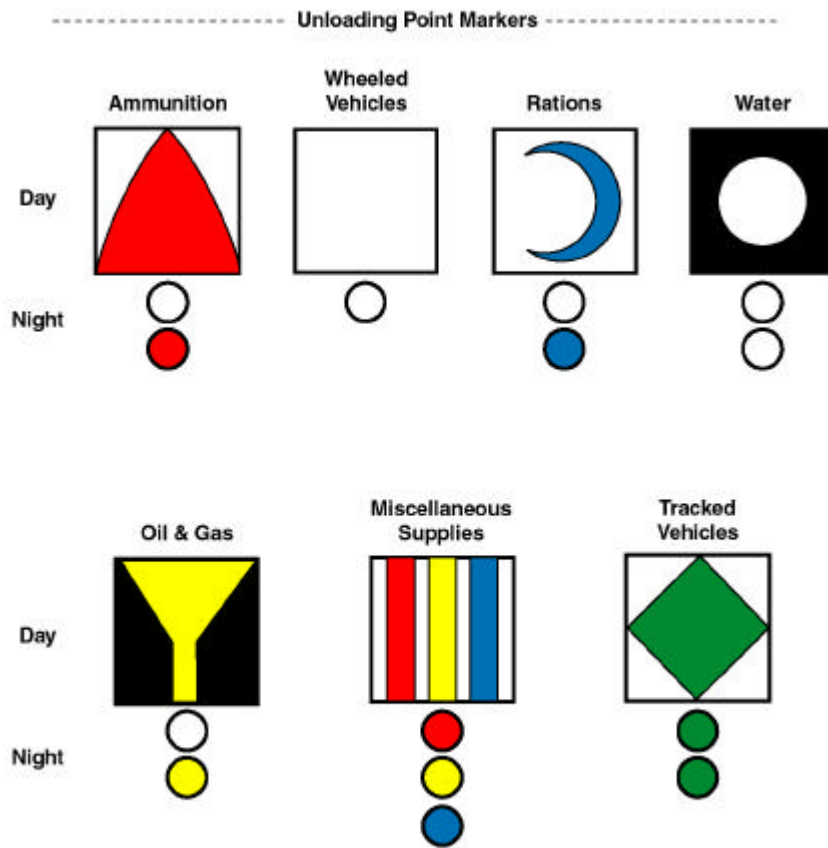 Unloading Point Markers
Ammunition
Wheeled
Vehicles
Rations
Water
Day
Night
Oil & Gas
Miscellaneous
Supplies
Tracked
Vehicles
Day
Night